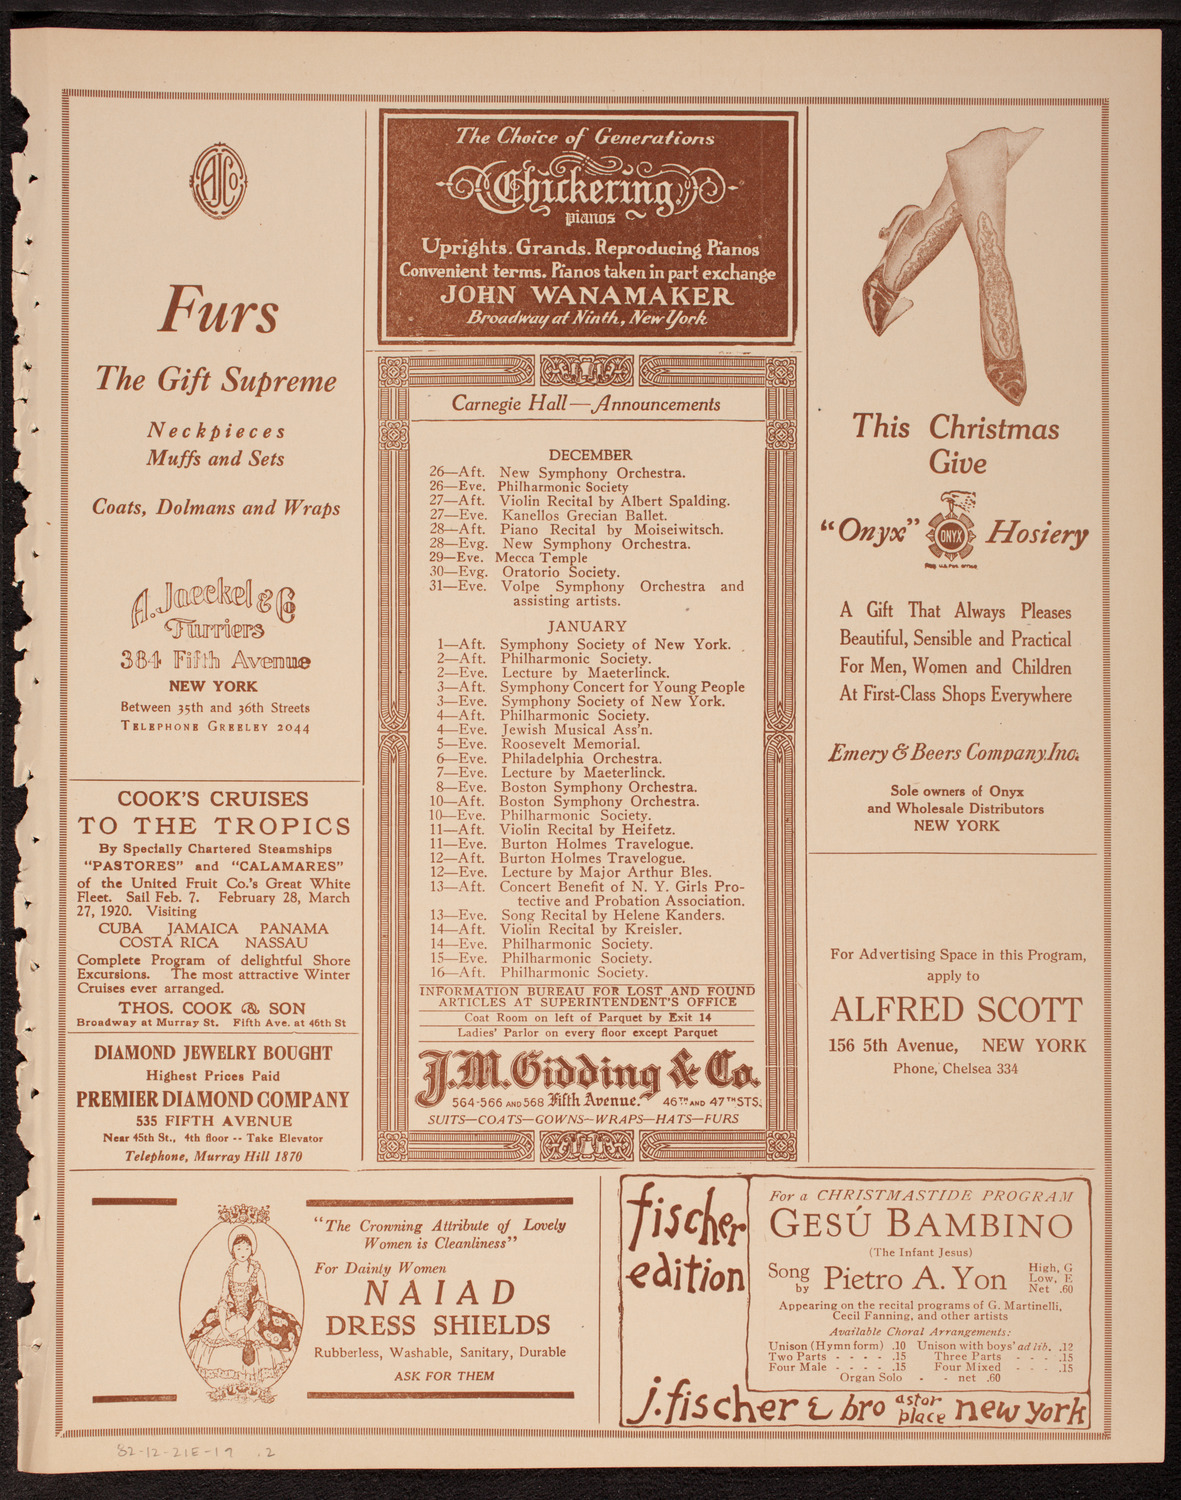 AJCo
Furs
The Gift Supreme
Neckpieces
Muffs and Sets
Coats, Dolmans and Wraps
A. Jaeckel & Co
Furriers
384 Fifth Avenue
NEW YORK
Between 35th and 36th Streets
TELEPHONE GREELEY 2044
COOK'S CRUISES
TO THE TROPICS
By Specially Chartered Steamships
"PASTORES" and "CALAMARES"
of the United Fruit Co.'s Great White
Fleet. Sail Feb. 7. February 28, March
27, 1920. Visiting
CUBA JAMAICA PANAMA
COSTA RICA NASSAU
Complete Program of delightful Shore
Excursions. The most attractive Winter
Cruises ever arranged.
THOS. COOK & SON
Broadway at Murray St. Fifth Ave. at 46th St
DIAMOND JEWELRY BOUGHT
Highest Prices Paid
PREMIER DIAMOND COMPANY
535 FIFTH AVENUE
Near 45th St., 4th floor -- Take Elevator
Telephone, Murray Hill 1870
The Choice of Generations
Chickering
pianos
Uprights. Grands. Reproducing Pianos
Convenient terms. Pianos taken in part exchange
JOHN WANAMAKER
Broadway at Ninth, New York
Carnegie Hall—Announcements
DECEMBER
26—Aft. New Symphony Orchestra.
26—Eve. Philharmonic Society
27—Aft. Violin Recital by Albert Spalding.
27—Eve. Kanellos Grecian Ballet.
28—Aft. Piano Recital by Moiseiwitsch.
28—Evg. New Symphony Orchestra.
29—Eve. Mecca Temple
30—Evg. Oratorio Society.
31—Eve. Volpe Symphony Orchestra and
assisting artists.
JANUARY
1—Aft. Symphony Society of New York.
2—Aft. Philharmonic Society.
2—Eve. Lecture by Maeterlinck.
3—Aft. Symphony Concert for Young People
3—Eve. Symphony Society of New York.
4—Aft. Philharmonic Society.
4—Eve. Jewish Musical Ass'n.
5—Eve. Roosevelt Memorial.
6—Eve. Philadelphia Orchestra.
7—Eve. Lecture by Maeterlinck.
8—Eve. Boston Symphony Orchestra.
10—Aft. Boston Symphony Orchestra.
10—Eve. Philharmonic Society.
11—Aft. Violin Recital by Heifetz.
11—Eve. Burton Holmes Travelogue.
12—Aft. Burton Holmes Travelogue.
12—Eve. Lecture by Major Arthur Bles.
13—Aft. Concert Benefit of N. Y. Girls Pro-
tective and Probation Association.
13—Eve. Song Recital by Helene Kanders.
14—Aft. Violin Recital by Kreisler.
14—Eve. Philharmonic Society.
15—Eve. Philharmonic Society.
16—Aft. Philharmonic Society.
INFORMATION BUREAU FOR LOST AND FOUND
ARTICLES AT SUPERINTENDENT'S OFFICE
Coat Room on left of Parquet by Exit 14
Ladies' Parlor on every floor except Parquet
J.M. Gidding & Co.
564-566 AND 568 Fifth Avenue. 46TH AND 47TH STS.
SUITS—COATS—GOWNS—WRAPS—HATS—FURS
This Christmas
Give
"Onyx" ONYX Hosiery
REG. U.S. PAT. OFFICE
A Gift That Always Pleases
Beautiful, Sensible and Practical
For Men, Women and Children
At First-Class Shops Everywhere
Emery & Beers Company, Inc.
Sole owners of Onyx
and Wholesale Distributors
NEW YORK
For Advertising Space in this Program,
apply to
ALFRED SCOTT
156 5th Avenue, NEW YORK
Phone, Chelsea 334
"The Crowning Attribute of Lovely
Women is Cleanliness"
For Dainty Women
NAIAD
DRESS SHIELDS
Rubberless, Washable, Sanitary, Durable
ASK FOR THEM
fischer
edition
For a CHRISTMASTIDE PROGRAM
GESÚ BAMBINO
(The Infant Jesus)
Song by Pietro A. Yon High, G
Low, E
Net .60
Appearing on the recital programs of G. Martinelli,
Cecil Fanning, and other artists
Available Choral Arrangements:
Unison (Hymn form) .10 Unison with boys' ad lib. .12
Two Parts - - - - .15 Three Parts - - - .15
Four Male - - - - .15 Four Mixed - - - .15
Organ Solo - - net .60
j. fischer & bro astor place new york
82-12-21E-19 .2